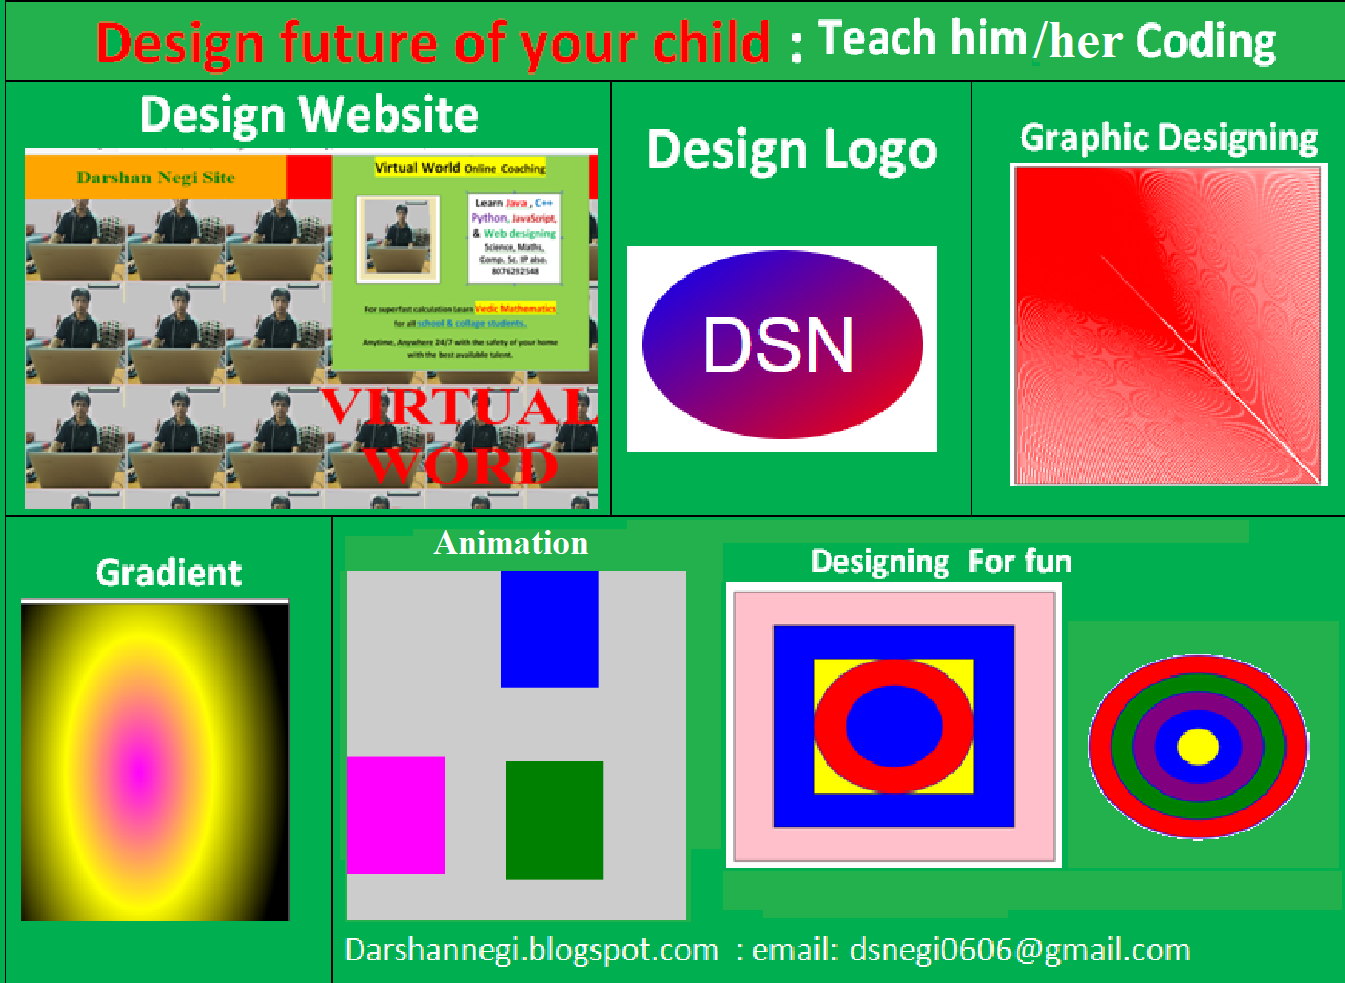 Design future of your child : Teach him/her Coding
Design Website
Darshan Negi Site
Virtual World Online Coaching
Learn Java , C++
Python, JavaScript,
& Web designing
Science, Maths,
Comp. Sc. IP also.
8076292548
For superfast calculation Learn Vedic Mathematics
for all school & collage students.
Anytime, Anywhere 24/7 with the safety of your home
with the best available talent.
VIRTUAL
WORD
Design Logo
DSN
Graphic Designing
Gradient
Animation
Designing For fun
Darshannegi.blogspot.com : email: dsnegi0606@gmail.com